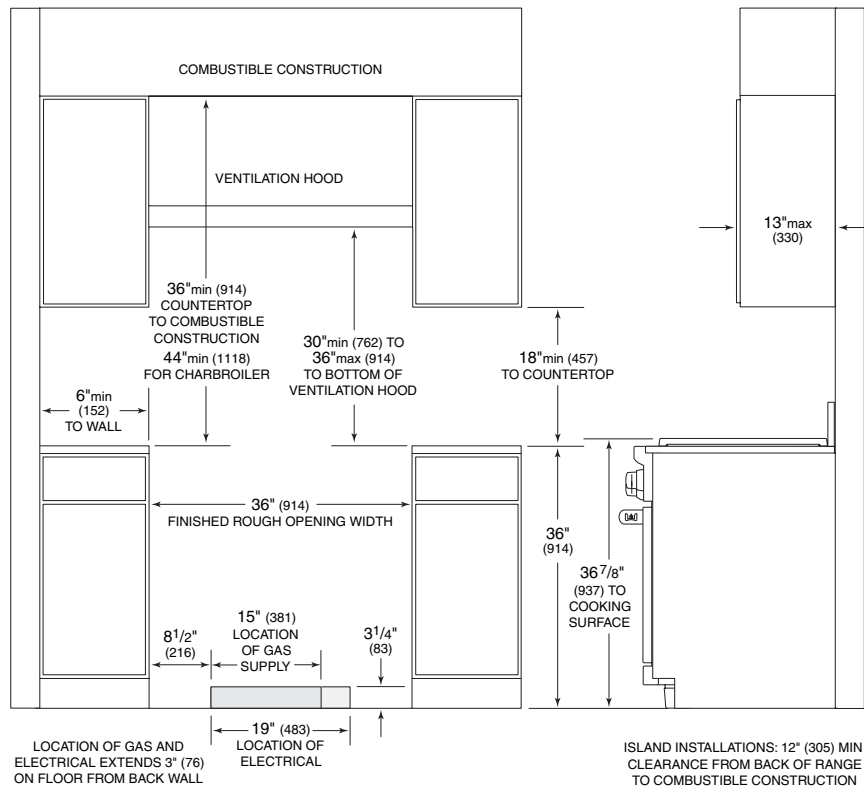 COMBUSTIBLE CONSTRUCTION
VENTILATION HOOD
13"max
(330)
36"min (914)
COUNTERTOP
TO COMBUSTIBLE
CONSTRUCTION
44"min (1118)
FOR CHARBROILER
30"min (762) TO
36"max (914)
TO BOTTOM OF
VENTILATION HOOD
18"min (457)
TO COUNTERTOP
6"min
(152)
TO WALL
36" (914)
FINISHED ROUGH OPENING WIDTH
36"
(914)
36 7/8"
(937) TO
COOKING
SURFACE
8 1/2"
(216)
15" (381)
LOCATION
OF GAS
SUPPLY
3 1/4"
(83)
19" (483)
LOCATION OF
ELECTRICAL
LOCATION OF GAS AND
ELECTRICAL EXTENDS 3" (76)
ON FLOOR FROM BACK WALL
ISLAND INSTALLATIONS: 12" (305) MIN
CLEARANCE FROM BACK OF RANGE
TO COMBUSTIBLE CONSTRUCTION